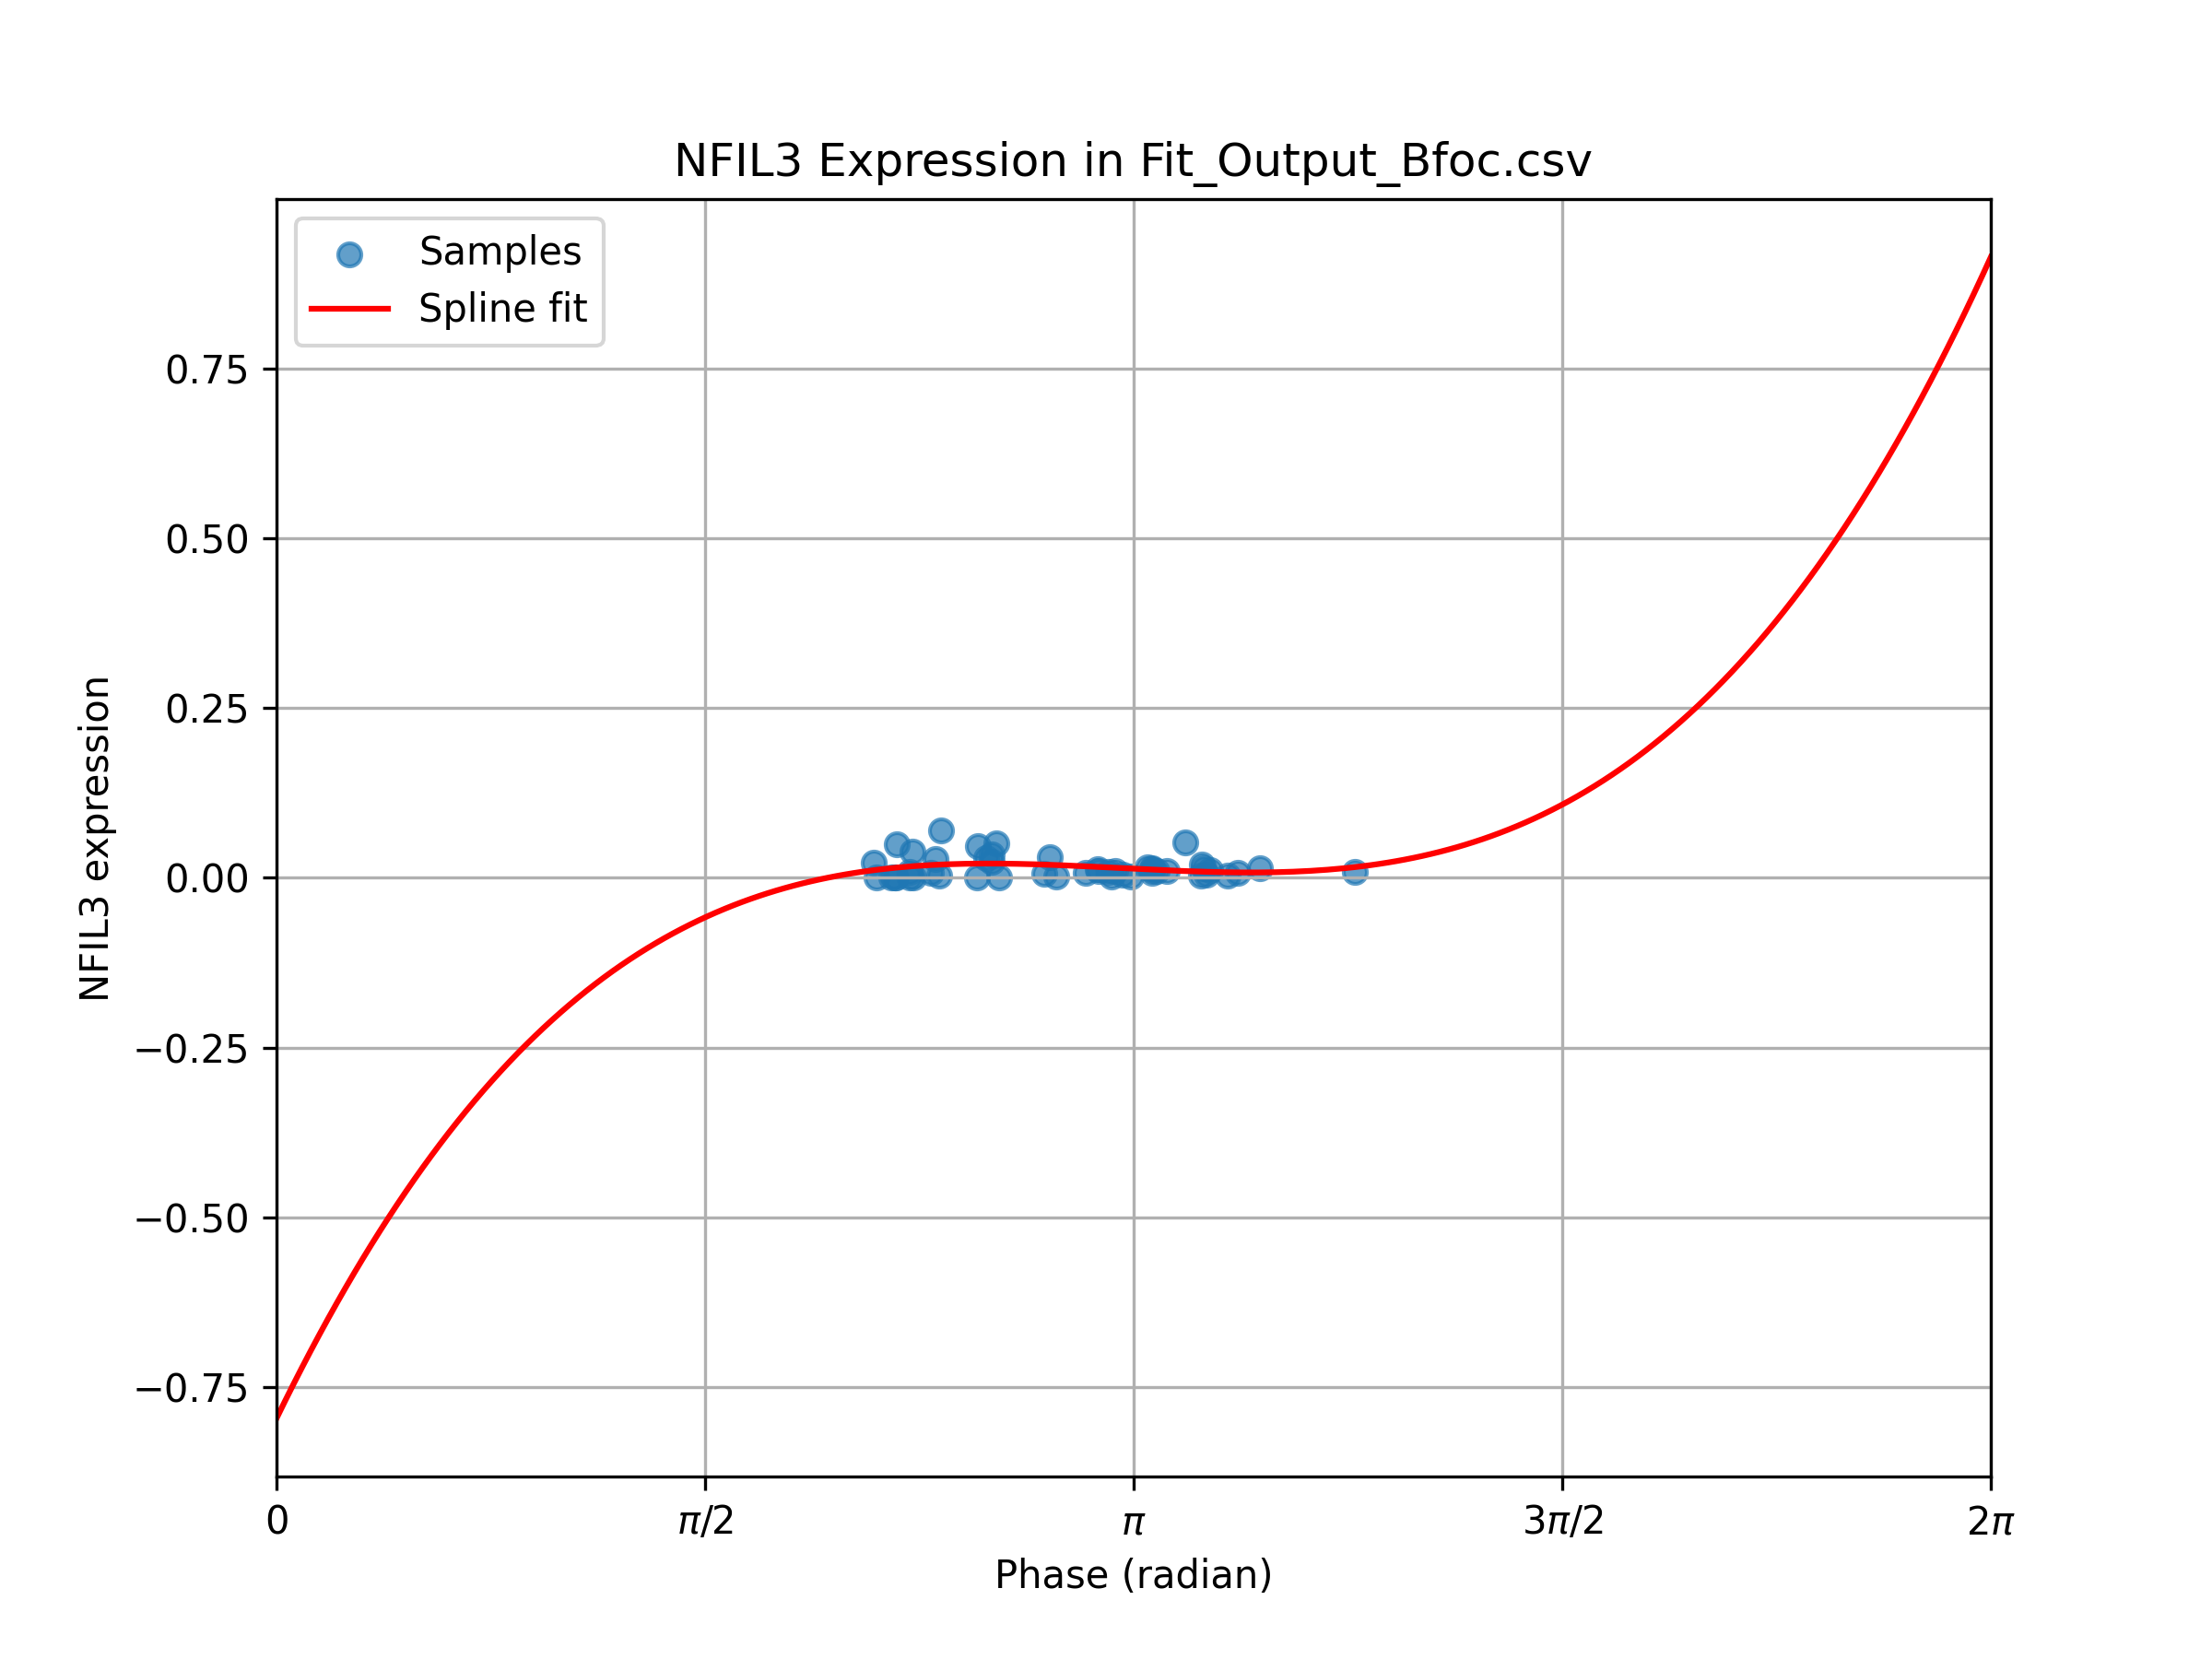 NFIL3 Expression in Fit_Output_Bfoc.csv
Samples
Spline fit
0.75
0.50
0.25
0.00
−0.25
−0.50
−0.75
NFIL3 expression
0
π/2
π
3π/2
2π
Phase (radian)